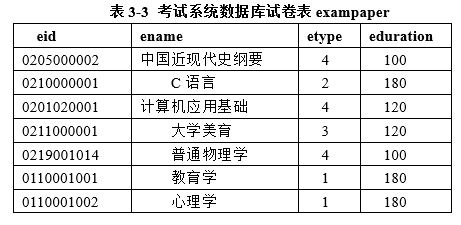 表 3-3 考试系统数据库试卷表 exampaper
eid ename etype eduration
0205000002 中国近现代史纲要 4 100
0210000001 C 语言 2 180
0201020001 计算机应用基础 4 120
0211000001 大学美育 3 120
0219001014 普通物理学 4 100
0110001001 教育学 1 180
0110001002 心理学 1 180